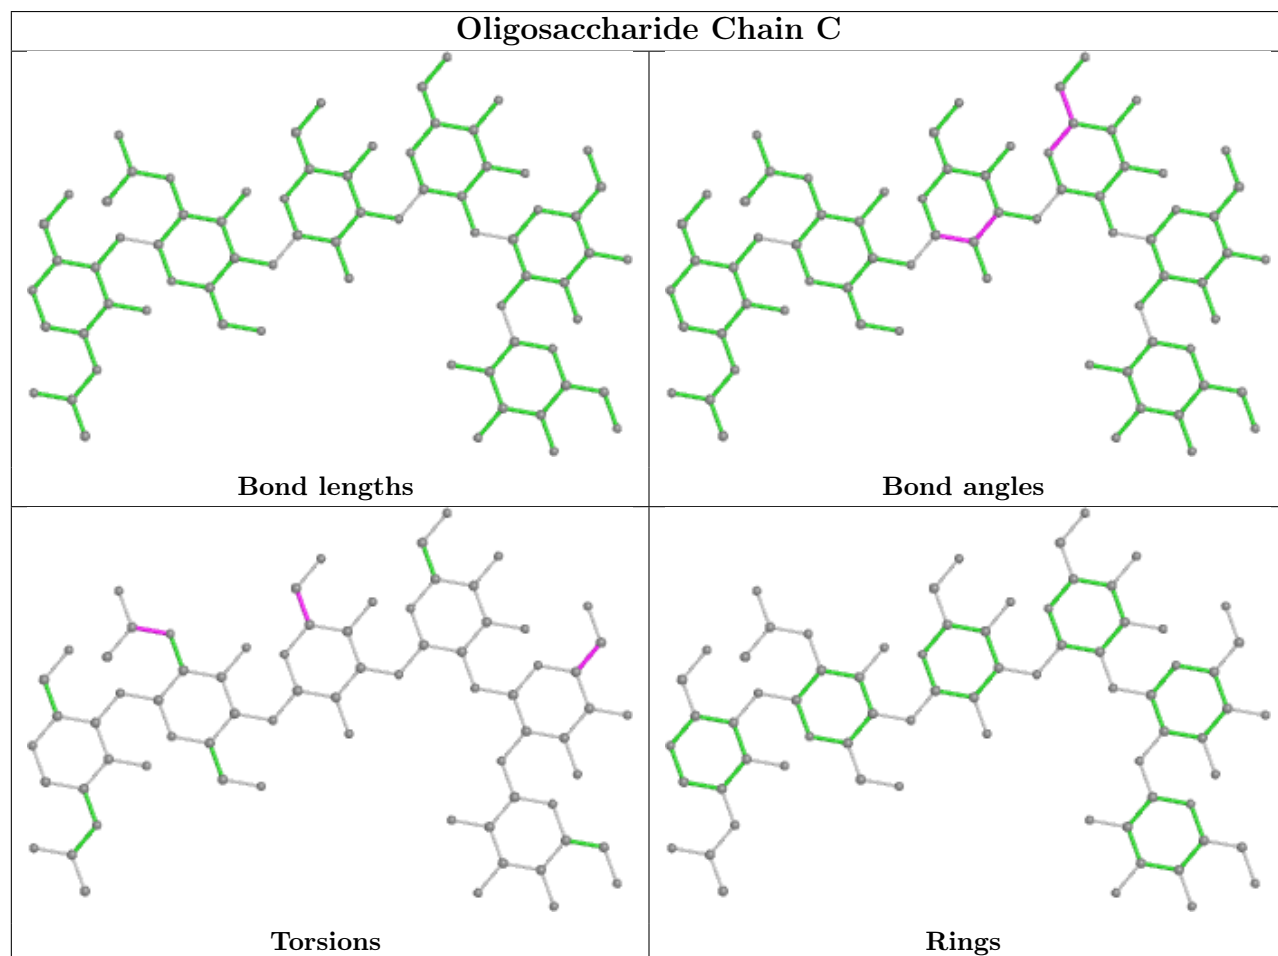 Oligosaccharide Chain C
Bond lengths
Bond angles
Torsions
Rings